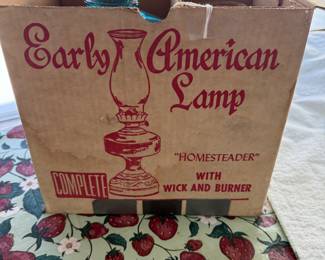 Early American
Lamp
"HOMESTEADER"
COMPLETE
WITH
WICK AND BURNER